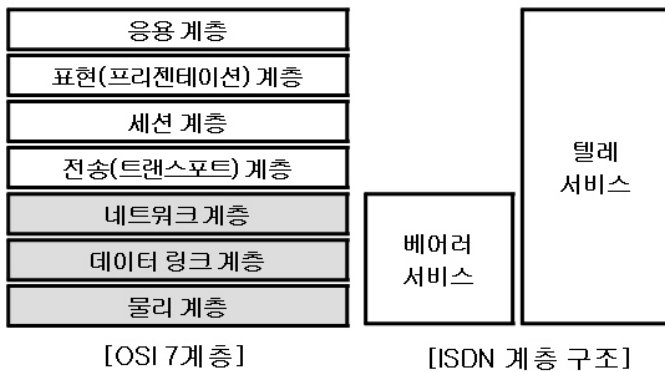 응용 계층
표현(프리젠테이션) 계층
세션 계층
전송(트랜스포트) 계층
네트워크 계층
데이터 링크 계층
물리 계층
[OSI 7계층]
베어러
서비스
텔레
서비스
[ISDN 계층 구조]